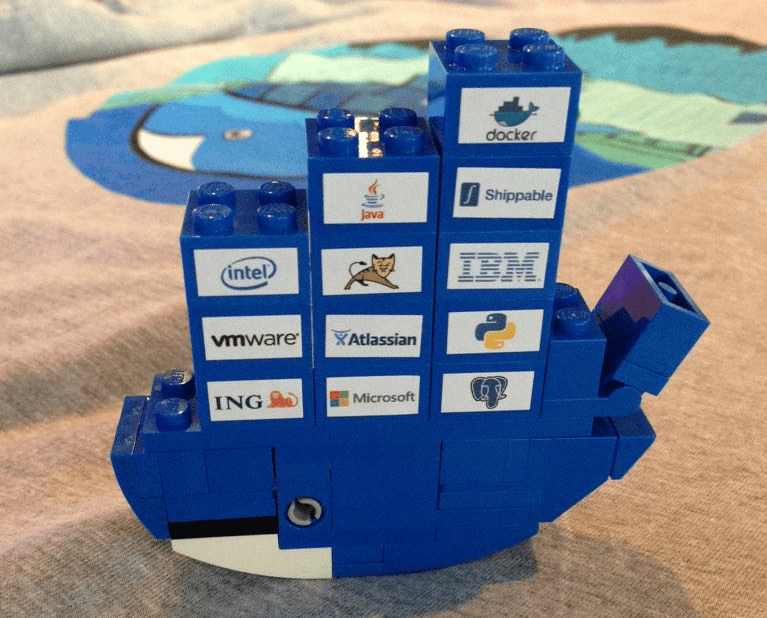 docker
Java
Shippable
intel
IBM
vmware
Atlassian
ING
Microsoft